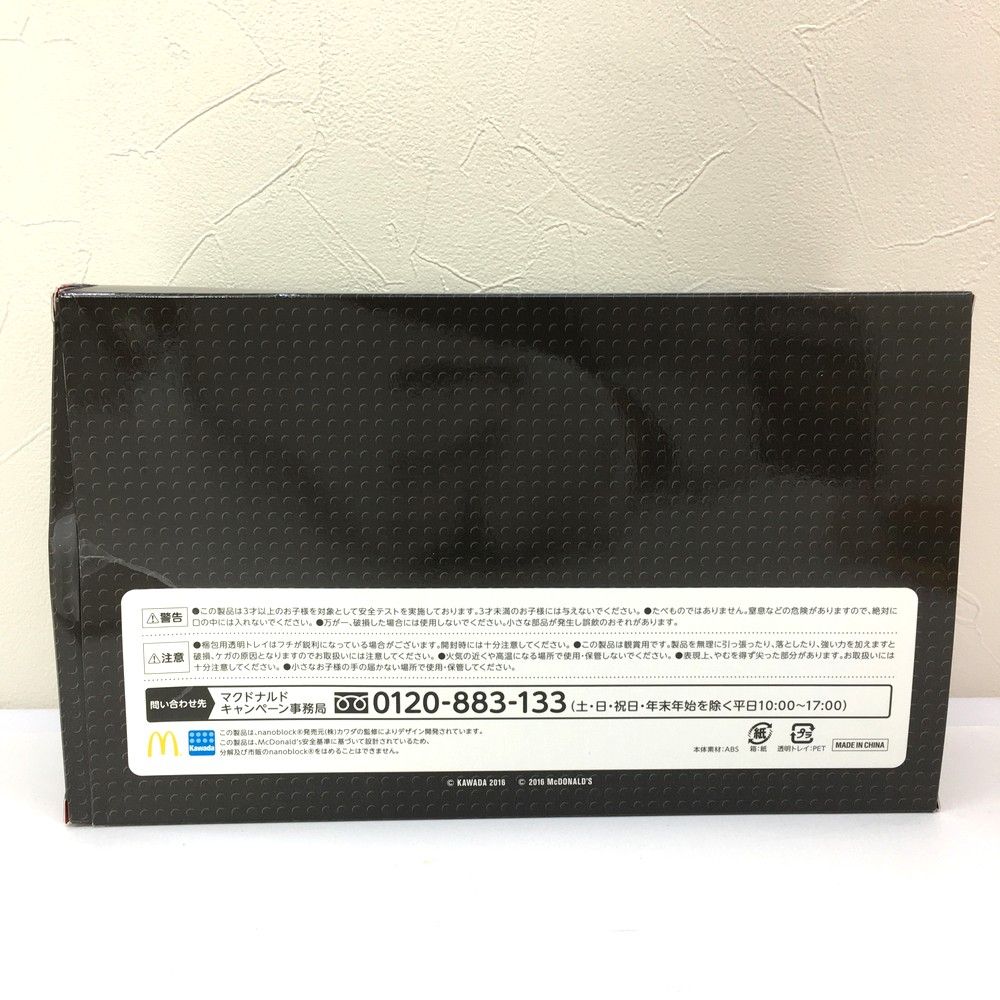 ⚠警告 ●この製品は3才以上のお子様を対象として安全テストを実施しております。3才未満のお子様には与えないでください。 ●たべものではありません。窒息などの危険がありますので、絶対に
口の中には入れないでください。 ●万が一、破損した場合には使用しないでください。小さな部品が発生し誤飲のおそれがあります。
⚠注意 ●梱包用透明トレイはフチが鋭利になっている場合がございます。開封時には十分注意してください。 ●この製品は観賞用です。製品を無理に引っ張ったり、落としたり、強い力を加えますと
破損、ケガの原因となりますのでお取扱いには注意してください。 ●火気の近くや高温になる場所で使用・保管しないでください。 ●表現上、やむを得ず尖った部分があります。お取扱いには
十分注意してください。 ●小さなお子様の手の届かない場所で使用・保管してください。
問い合わせ先 マクドナルド
キャンペーン事務局 0120-883-133 (土・日・祝日・年末年始を除く平日10:00〜17:00)
Kawada
この製品は、nanoblock®発売元(株)カワダの監修によりデザイン開発されています。
この製品は、McDonald's安全基準に基づいて設計されているため、
分解及び市販のnanoblock®をはめることはできません。
紙 プラ
本体素材:ABS 箱:紙 透明トレイ:PET MADE IN CHINA
© KAWADA 2016 © 2016 McDONALD'S